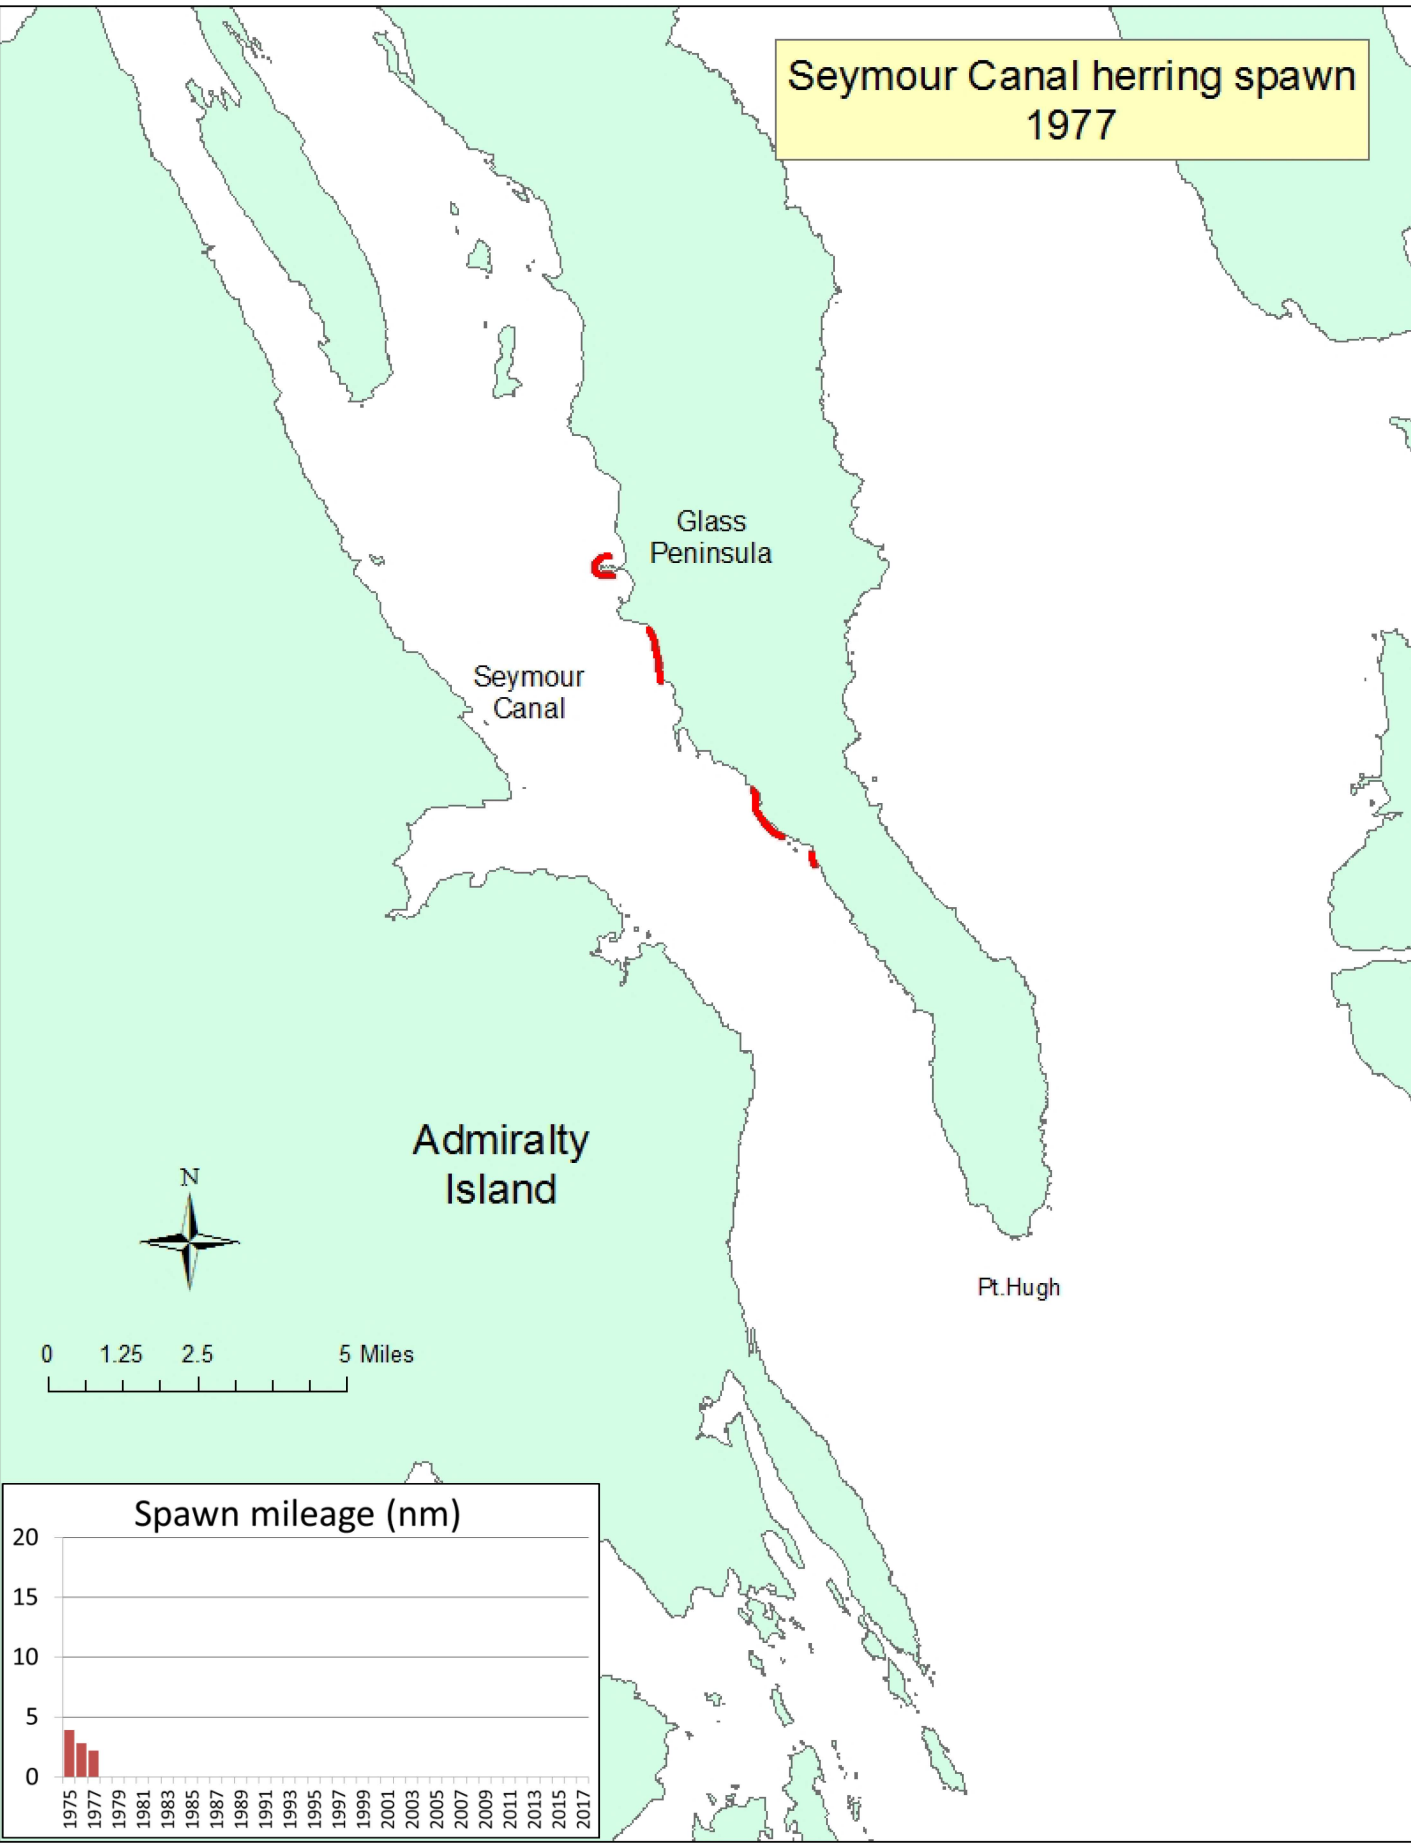 Seymour Canal herring spawn
1977
Glass
Peninsula
Seymour
Canal
Admiralty
Island
N
Pt.Hugh
0 1.25 2.5 5 Miles
Spawn mileage (nm)
20
15
10
5
0
1975 1977 1979 1981 1983 1985 1987 1989 1991 1993 1995 1997 1999 2001 2003 2005 2007 2009 2011 2013 2015 2017